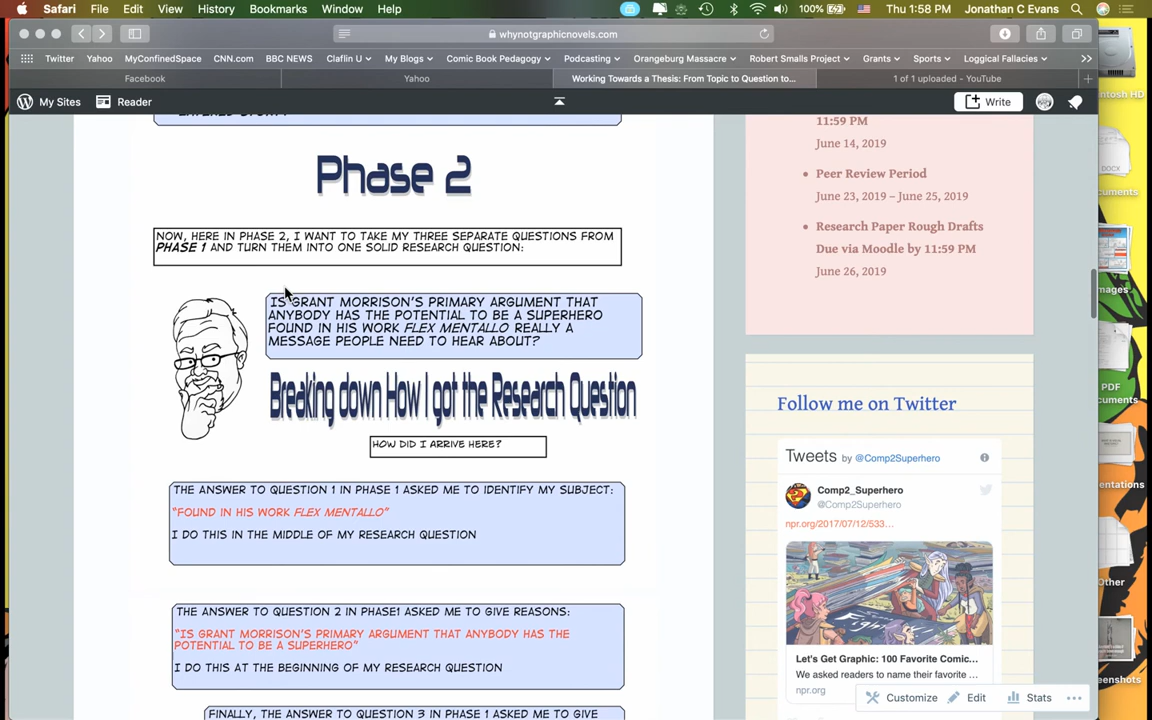 Safari File Edit View History Bookmarks Window Help 100% Thu 1:58 PM Jonathan C Evans
whynotgraphicnovels.com
Twitter Yahoo MyConfinedSpace CNN.com BBC NEWS Claflin U My Blogs Comic Book Pedagogy Podcasting Orangeburg Massacre Robert Smalls Project Grants Sports Loggical Fallacies
Facebook Yahoo Working Towards a Thesis: From Topic to Question to... 1 of 1 uploaded - YouTube
My Sites Reader Write
Phase 2
NOW, HERE IN PHASE 2, I WANT TO TAKE MY THREE SEPARATE QUESTIONS FROM
PHASE 1 AND TURN THEM INTO ONE SOLID RESEARCH QUESTION:
IS GRANT MORRISON'S PRIMARY ARGUMENT THAT
ANYBODY HAS THE POTENTIAL TO BE A SUPERHERO
FOUND IN HIS WORK FLEX MENTALLO REALLY A
MESSAGE PEOPLE NEED TO HEAR ABOUT?
Breaking down How I got the Research Question
HOW DID I ARRIVE HERE?
THE ANSWER TO QUESTION 1 IN PHASE 1 ASKED ME TO IDENTIFY MY SUBJECT:
"FOUND IN HIS WORK FLEX MENTALLO"
I DO THIS IN THE MIDDLE OF MY RESEARCH QUESTION
THE ANSWER TO QUESTION 2 IN PHASE1 ASKED ME TO GIVE REASONS:
"IS GRANT MORRISON'S PRIMARY ARGUMENT THAT ANYBODY HAS THE
POTENTIAL TO BE A SUPERHERO"
I DO THIS AT THE BEGINNING OF MY RESEARCH QUESTION
FINALLY, THE ANSWER TO QUESTION 3 IN PHASE 1 ASKED ME TO GIVE
11:59 PM
June 14, 2019
Peer Review Period
June 23, 2019 – June 25, 2019
Research Paper Rough Drafts
Due via Moodle by 11:59 PM
June 26, 2019
Follow me on Twitter
Tweets by @Comp2Superhero
Comp2_Superhero
@Comp2Superhero
npr.org/2017/07/12/533…
Let's Get Graphic: 100 Favorite Comic…
We asked readers to name their favorite …
npr.org
Customize Edit Stats
DOCX
PDF
Other